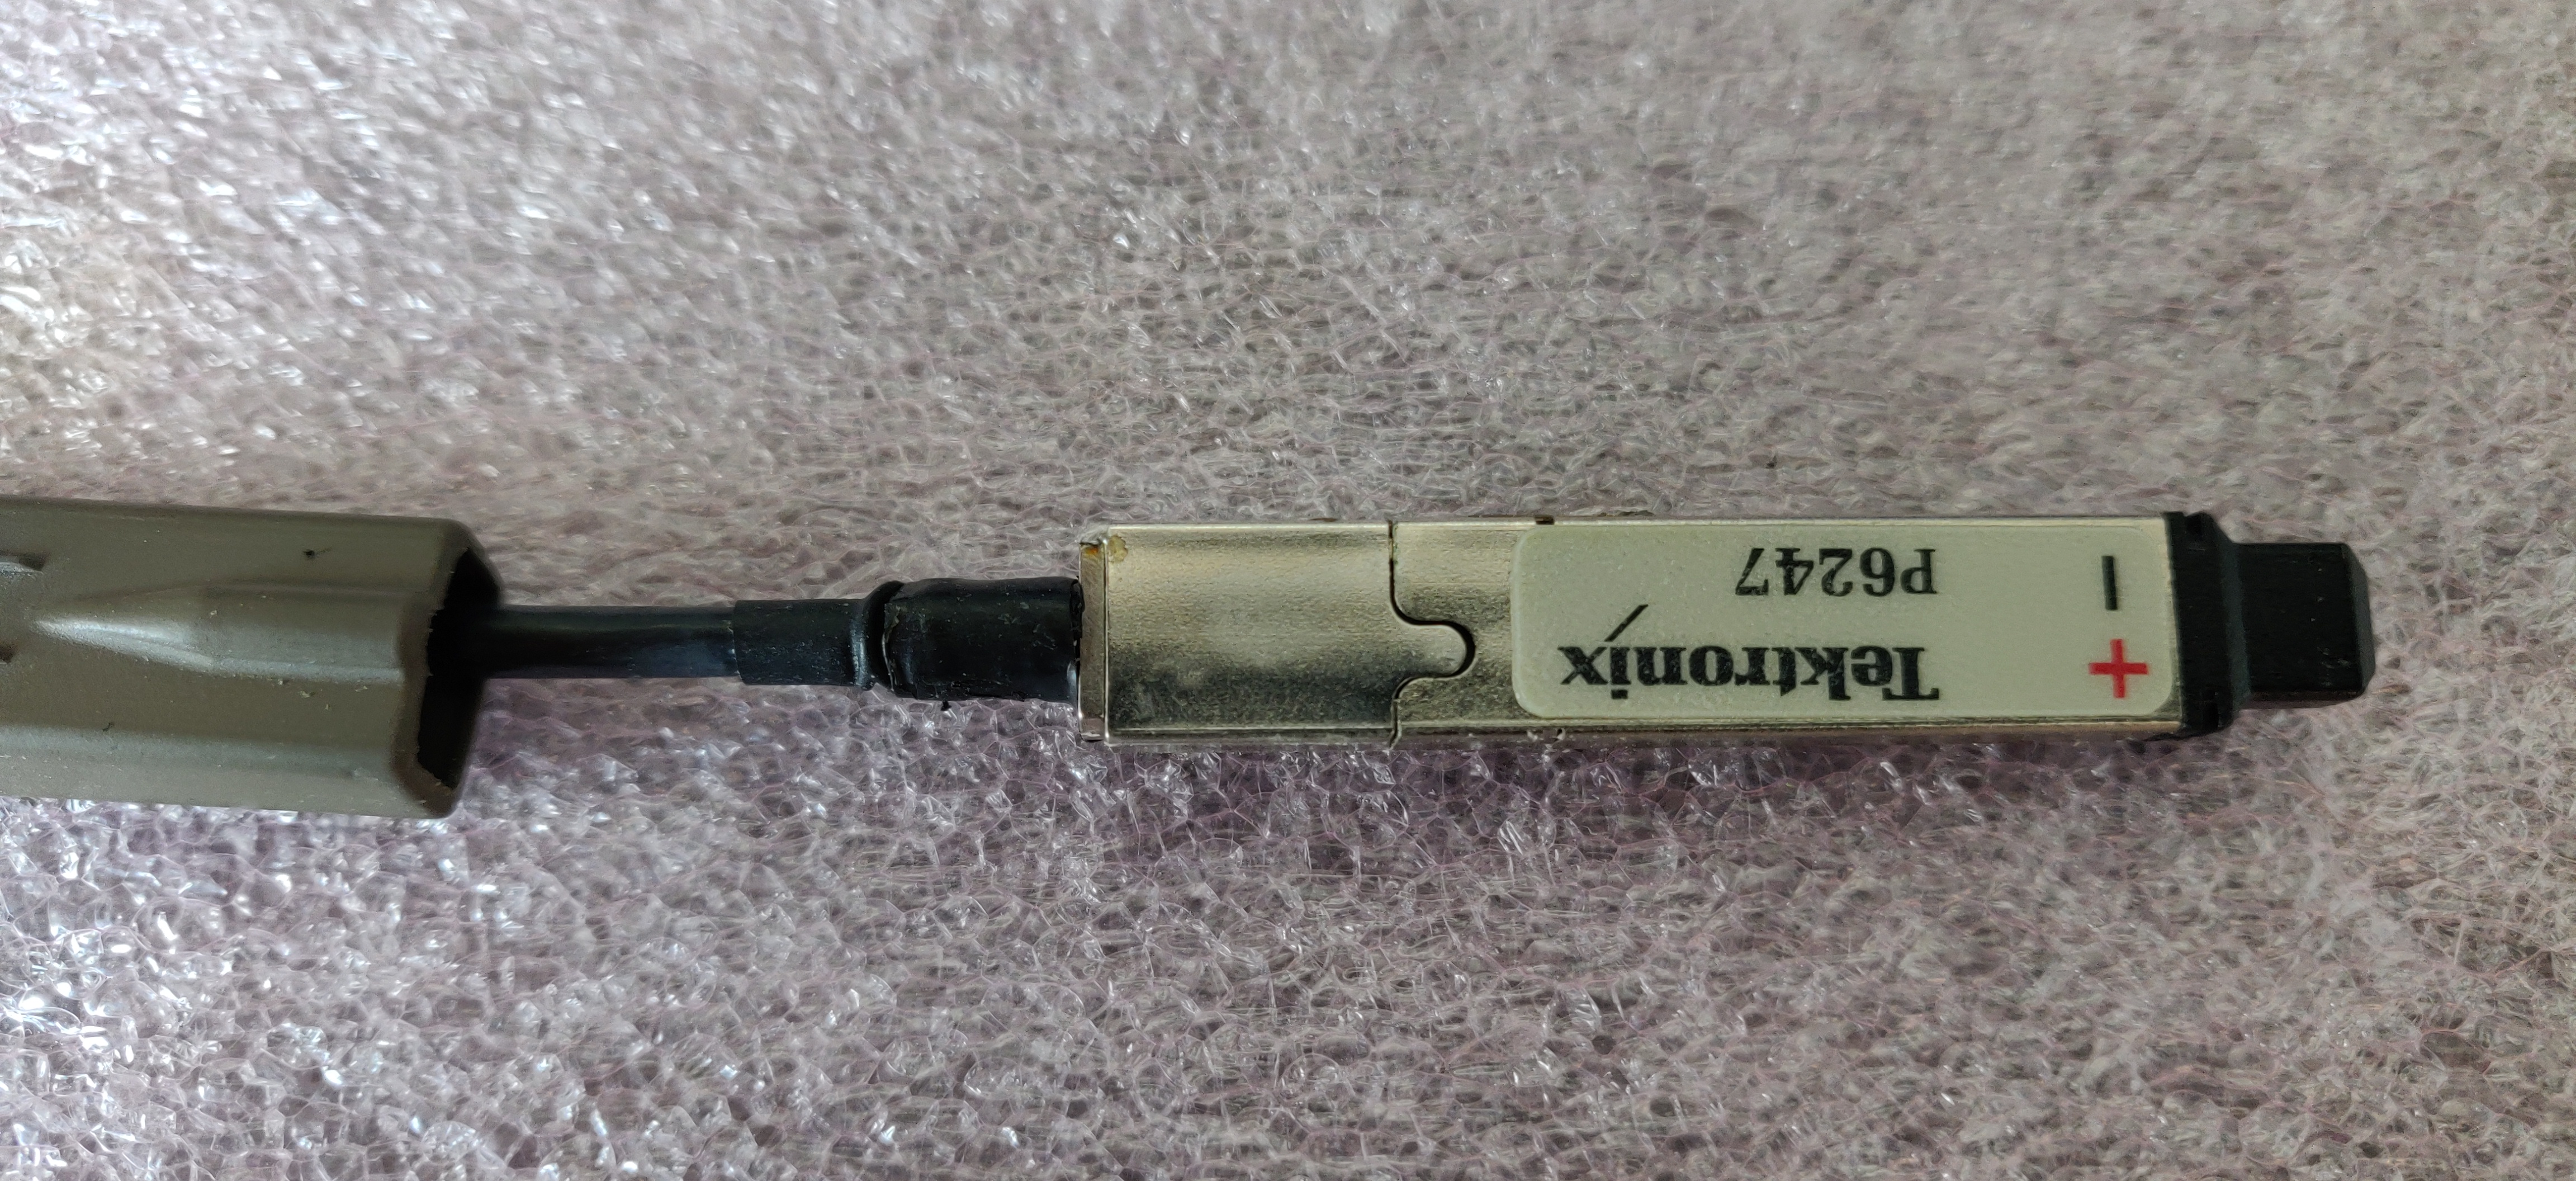 Tektronix
P6247
+ −